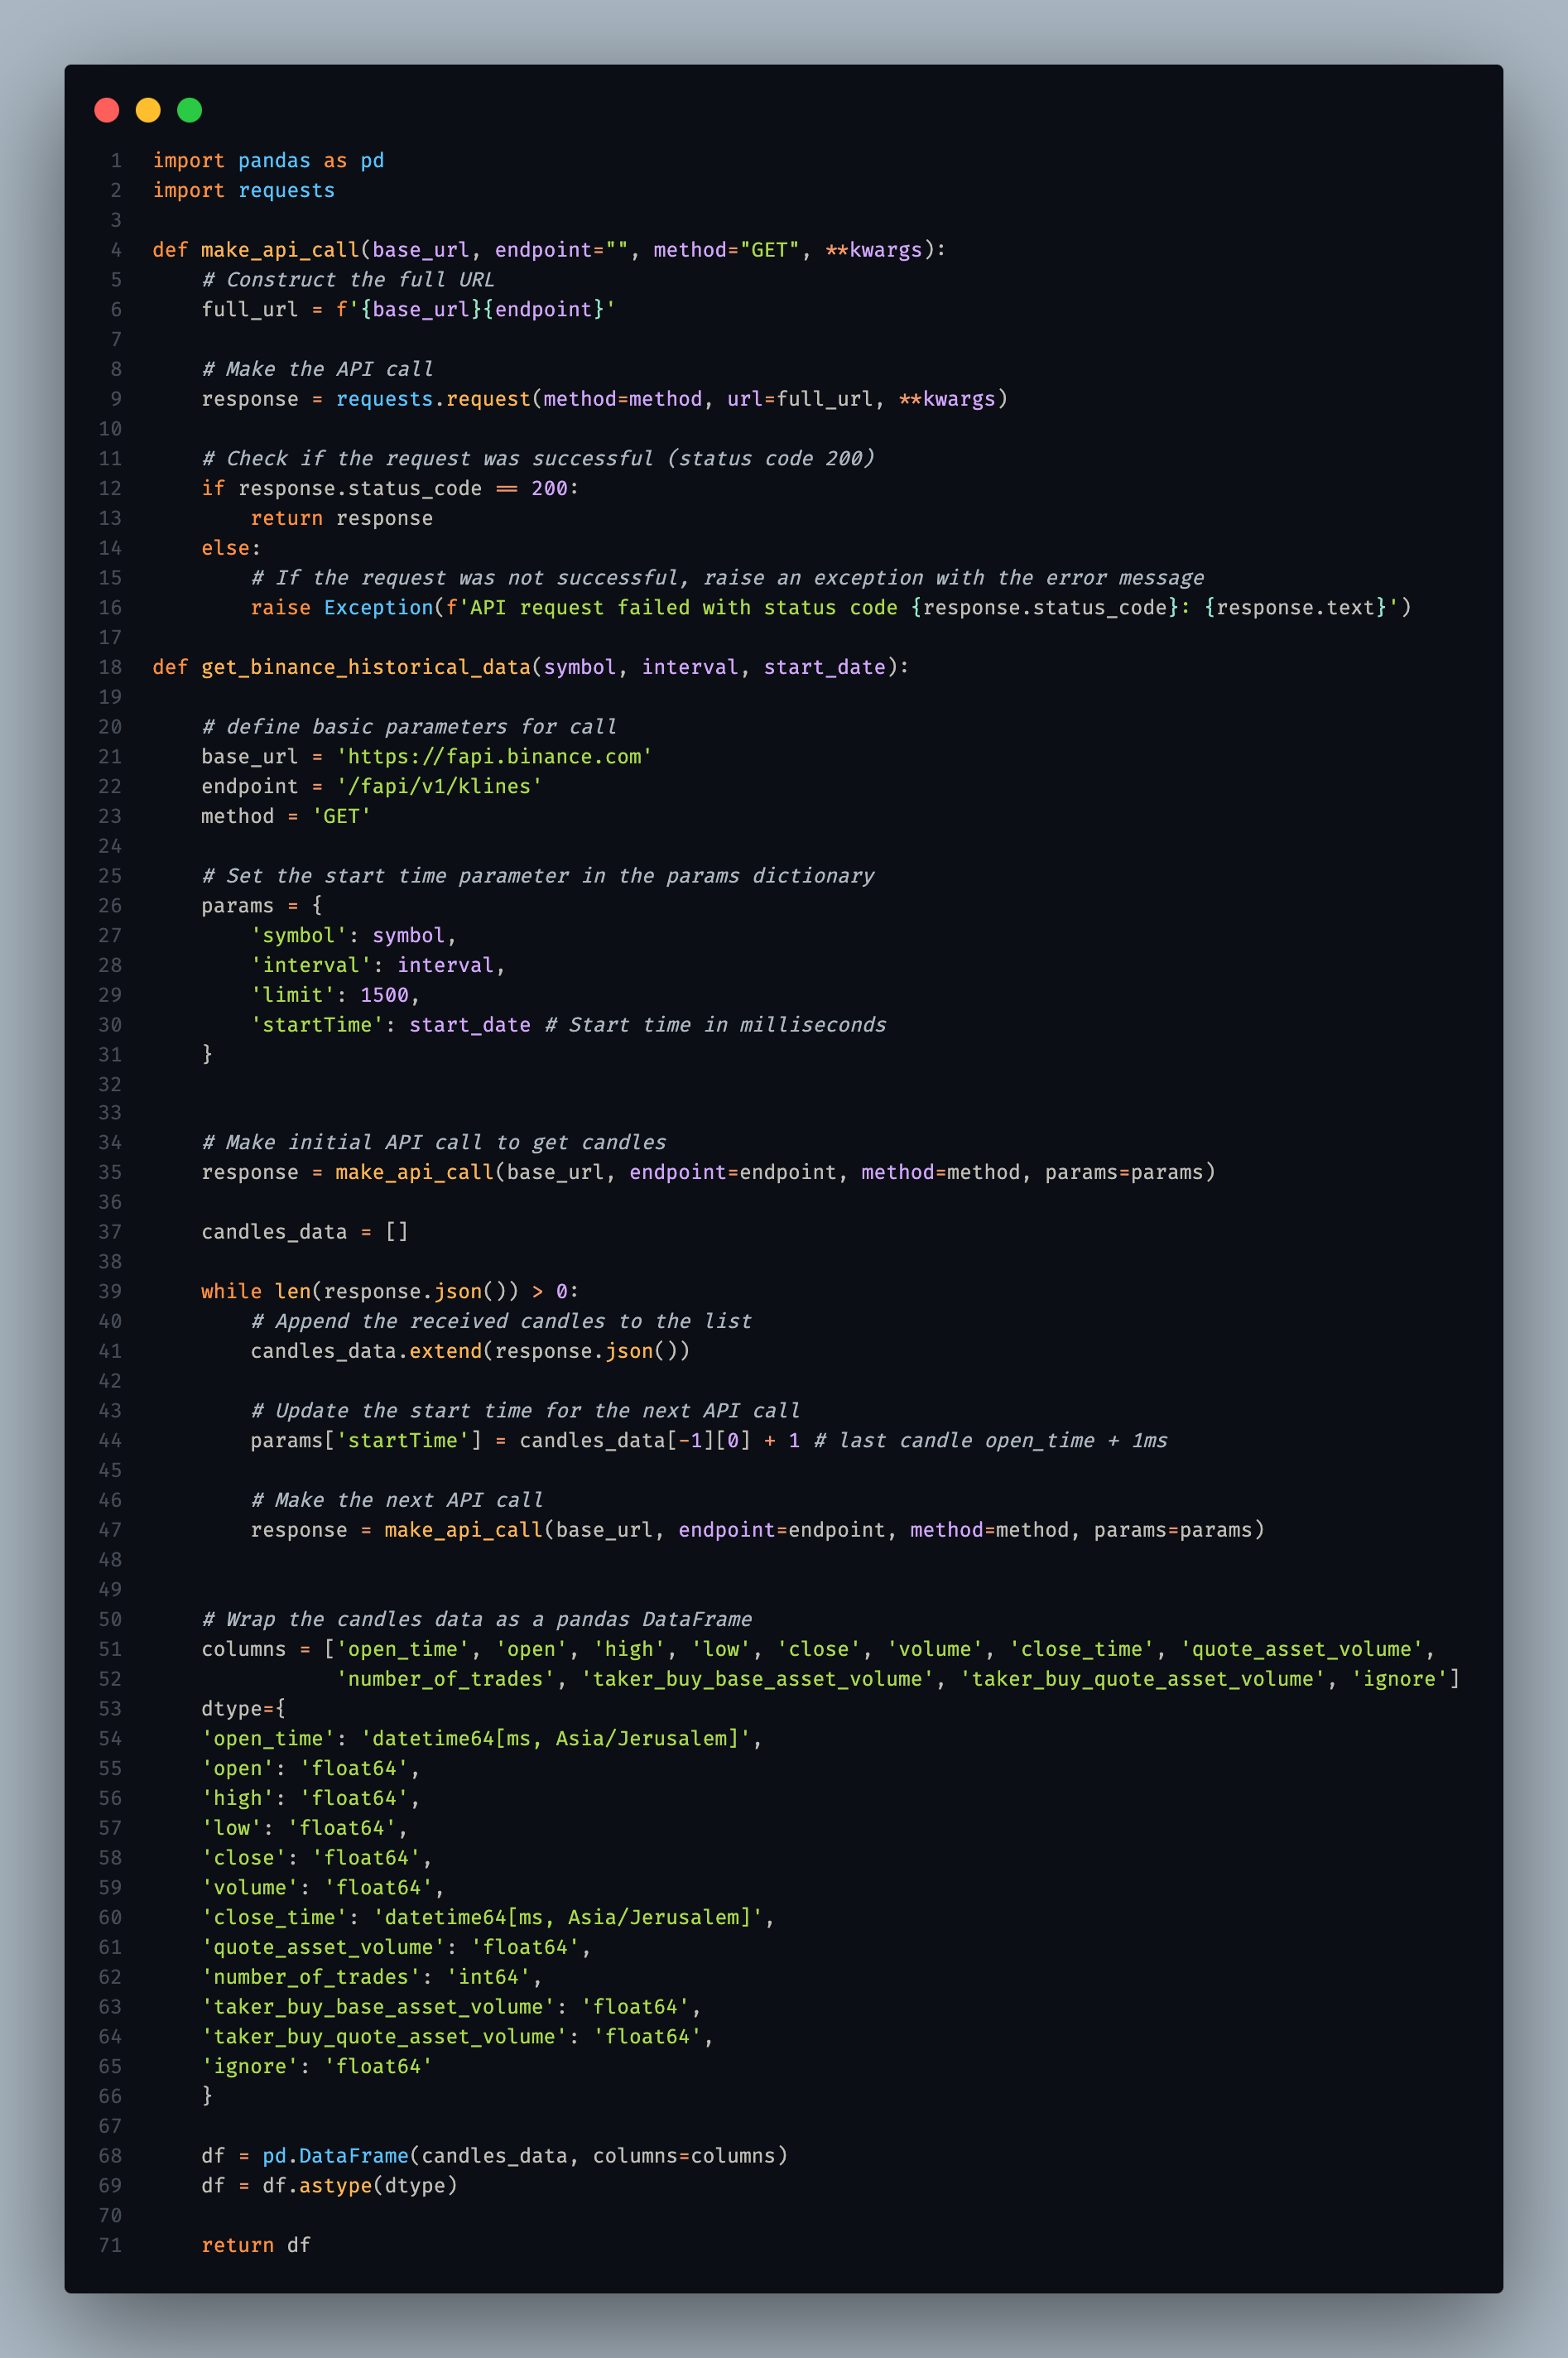 1 import pandas as pd
2 import requests
3
4 def make_api_call(base_url, endpoint="", method="GET", **kwargs):
5     # Construct the full URL
6     full_url = f'{base_url}{endpoint}'
7
8     # Make the API call
9     response = requests.request(method=method, url=full_url, **kwargs)
10
11     # Check if the request was successful (status code 200)
12     if response.status_code == 200:
13         return response
14     else:
15         # If the request was not successful, raise an exception with the error message
16         raise Exception(f'API request failed with status code {response.status_code}: {response.text}')
17
18 def get_binance_historical_data(symbol, interval, start_date):
19
20     # define basic parameters for call
21     base_url = 'https://fapi.binance.com'
22     endpoint = '/fapi/v1/klines'
23     method = 'GET'
24
25     # Set the start time parameter in the params dictionary
26     params = {
27         'symbol': symbol,
28         'interval': interval,
29         'limit': 1500,
30         'startTime': start_date # Start time in milliseconds
31     }
32
33
34     # Make initial API call to get candles
35     response = make_api_call(base_url, endpoint=endpoint, method=method, params=params)
36
37     candles_data = []
38
39     while len(response.json()) > 0:
40         # Append the received candles to the list
41         candles_data.extend(response.json())
42
43         # Update the start time for the next API call
44         params['startTime'] = candles_data[-1][0] + 1 # last candle open_time + 1ms
45
46         # Make the next API call
47         response = make_api_call(base_url, endpoint=endpoint, method=method, params=params)
48
49
50     # Wrap the candles data as a pandas DataFrame
51     columns = ['open_time', 'open', 'high', 'low', 'close', 'volume', 'close_time', 'quote_asset_volume',
52                'number_of_trades', 'taker_buy_base_asset_volume', 'taker_buy_quote_asset_volume', 'ignore']
53     dtype={
54     'open_time': 'datetime64[ms, Asia/Jerusalem]',
55     'open': 'float64',
56     'high': 'float64',
57     'low': 'float64',
58     'close': 'float64',
59     'volume': 'float64',
60     'close_time': 'datetime64[ms, Asia/Jerusalem]',
61     'quote_asset_volume': 'float64',
62     'number_of_trades': 'int64',
63     'taker_buy_base_asset_volume': 'float64',
64     'taker_buy_quote_asset_volume': 'float64',
65     'ignore': 'float64'
66     }
67
68     df = pd.DataFrame(candles_data, columns=columns)
69     df = df.astype(dtype)
70
71     return df